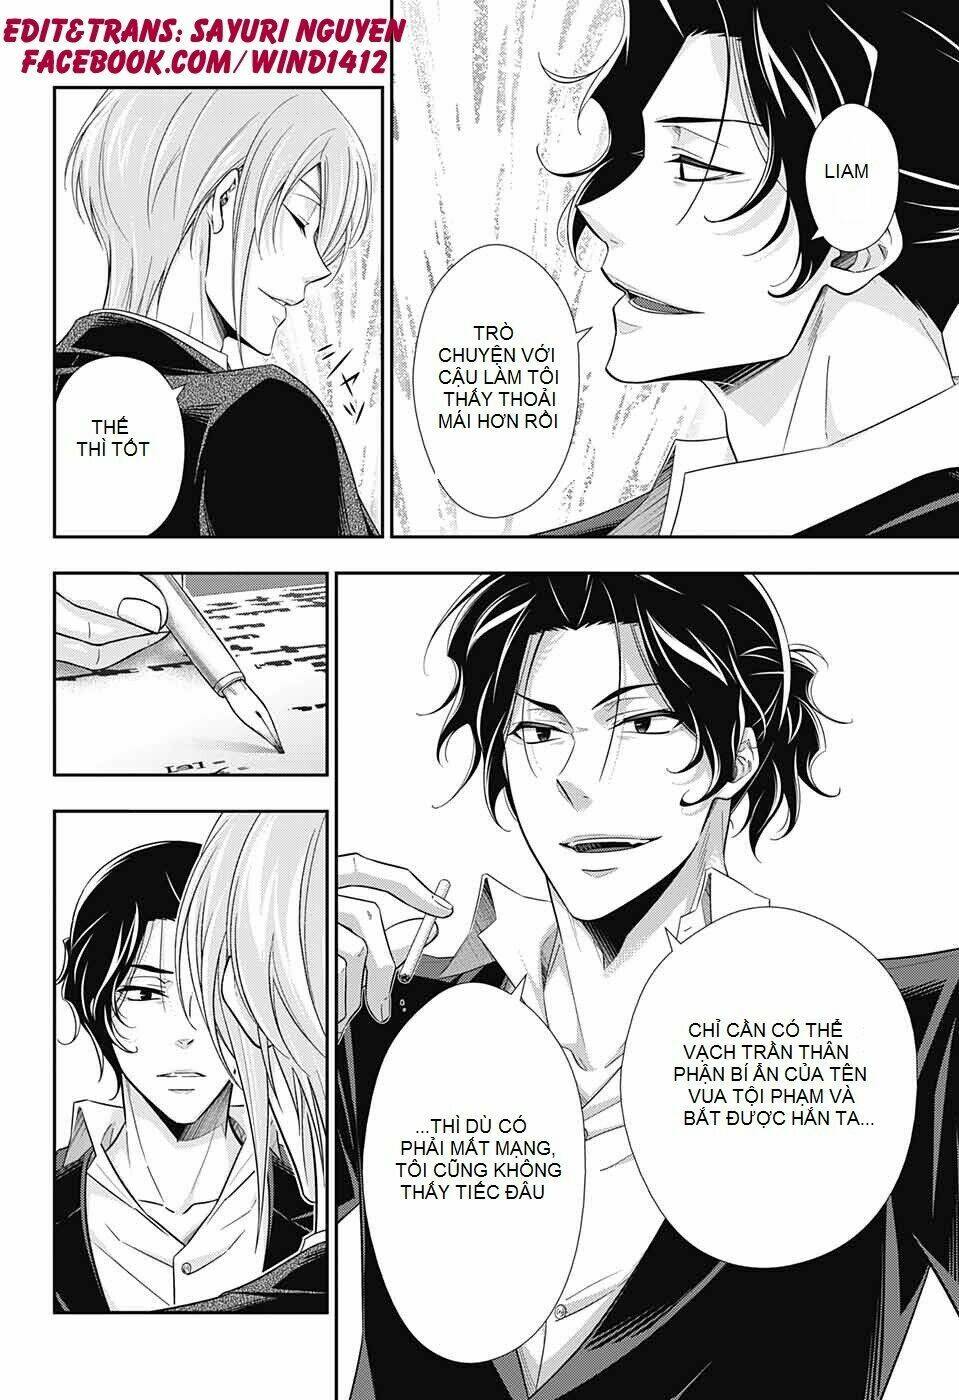 EDIT&TRANS: SAYURI NGUYEN
FACEBOOK.COM/WIND1412
LIAM
TRÒ
CHUYỆN VỚI
CẬU LÀM TÔI
THẤY THOẢI
MÁI HƠN RỒI
THẾ
THÌ TỐT
CHỈ CẦN CÓ THỂ
VẠCH TRẦN THÂN
PHẬN BÍ ẨN CỦA TÊN
VUA TỘI PHẠM VÀ
BẮT ĐƯỢC HẮN TA...
...THÌ DÙ CÓ
PHẢI MẤT MẠNG,
TÔI CŨNG KHÔNG
THẤY TIẾC ĐÂU